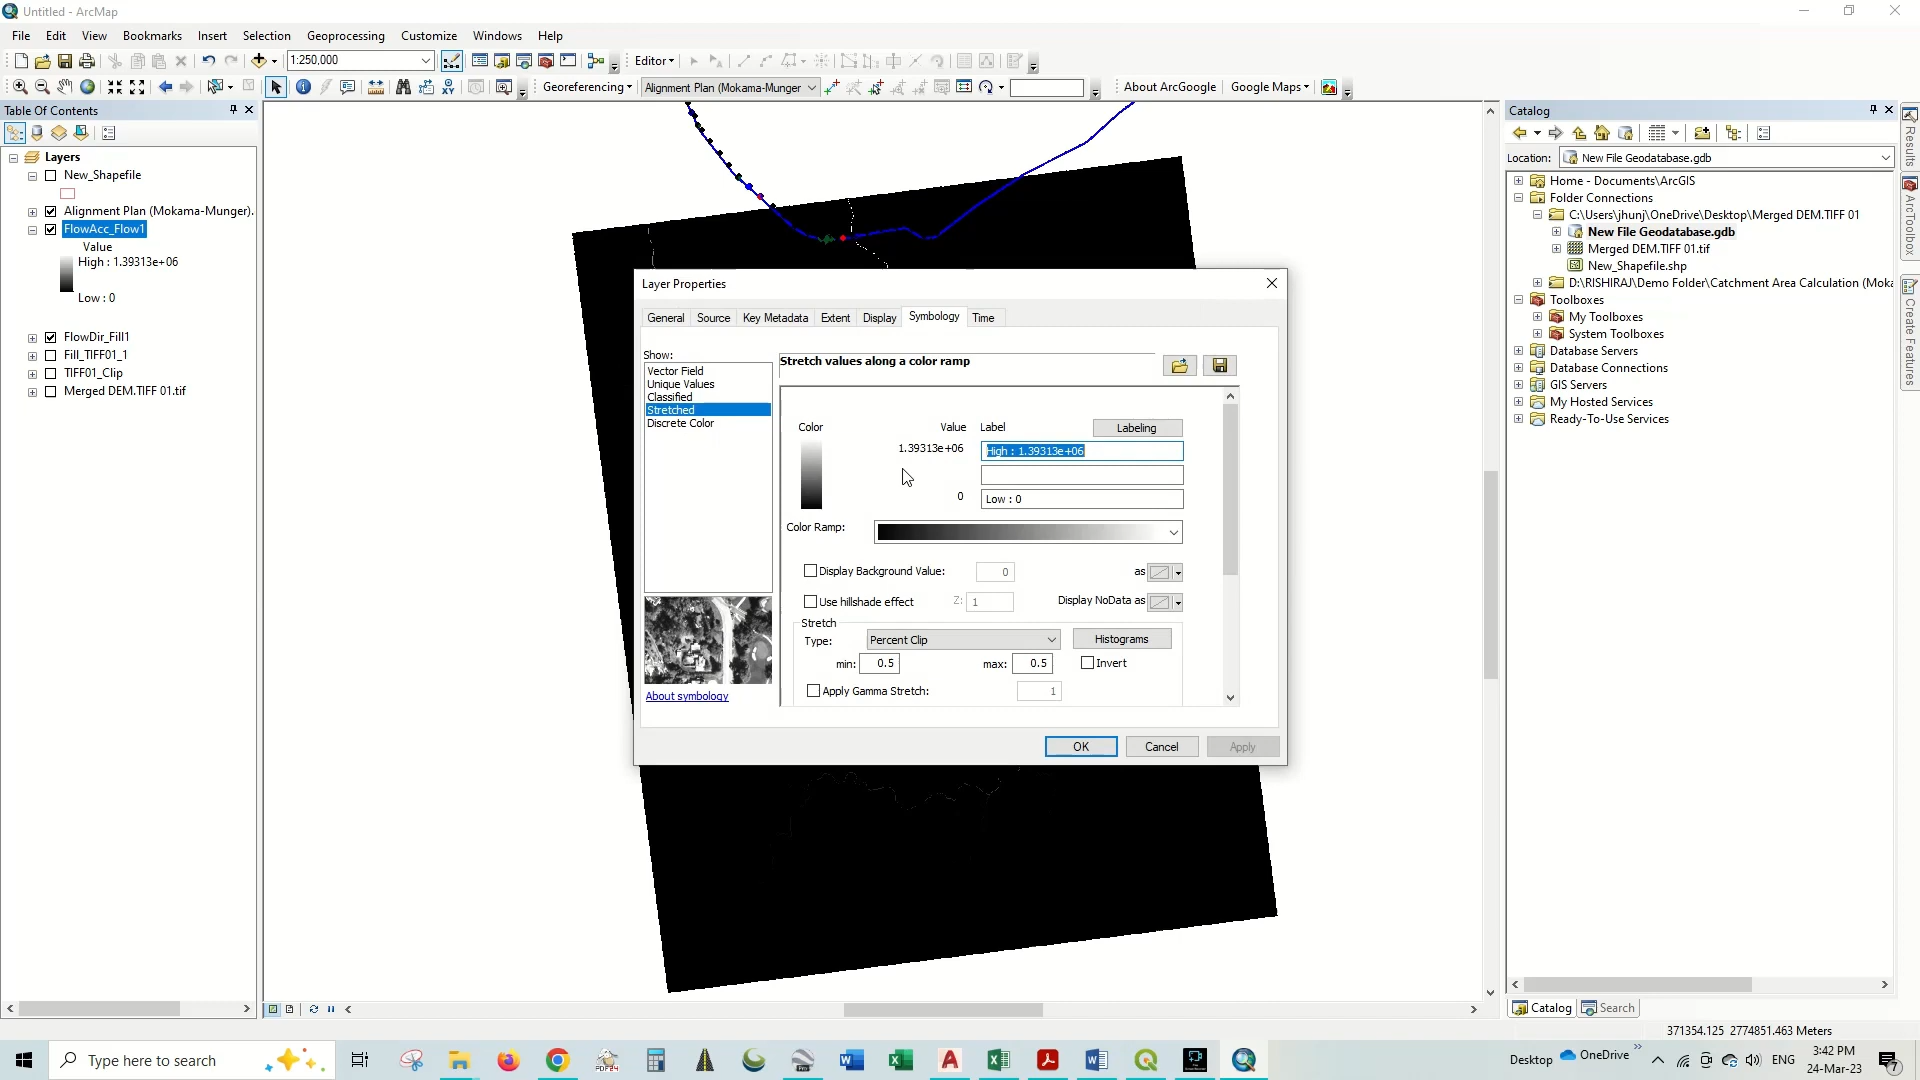 Untitled - ArcMap
File Edit View Bookmarks Insert Selection Geoprocessing Customize Windows Help
1:250,000 Editor
Georeferencing Alignment Plan (Mokama-Munger About ArcGoogle Google Maps
Table Of Contents
Layers
New_Shapefile
Alignment Plan (Mokama-Munger).
FlowAcc_Flow1
Value
High : 1.39313e+06
Low : 0
FlowDir_Fill1
Fill_TIFF01_1
TIFF01_Clip
Merged DEM.TIFF 01.tif
Layer Properties
General Source Key Metadata Extent Display Symbology Time
Show:
Vector Field
Unique Values
Classified
Stretched
Discrete Color
About symbology
Stretch values along a color ramp
Color Value Label Labeling
1.39313e+06 High : 1.39313e+06
0 Low : 0
Color Ramp:
Display Background Value: 0 as
Use hillshade effect Z: 1 Display NoData as
Stretch
Type: Percent Clip Histograms
min: 0.5 max: 0.5 Invert
Apply Gamma Stretch: 1
OK Cancel Apply
Catalog
Location: New File Geodatabase.gdb
Home - Documents\ArcGIS
Folder Connections
C:\Users\jhunj\OneDrive\Desktop\Merged DEM.TIFF 01
New File Geodatabase.gdb
Merged DEM.TIFF 01.tif
New_Shapefile.shp
D:\RISHIRAJ\Demo Folder\Catchment Area Calculation (Moka
Toolboxes
My Toolboxes
System Toolboxes
Database Servers
Database Connections
GIS Servers
My Hosted Services
Ready-To-Use Services
Catalog Search
Results
ArcToolbox
Create Features
371354.125 2774851.463 Meters
Type here to search
Desktop OneDrive ENG
3:42 PM
24-Mar-23
7